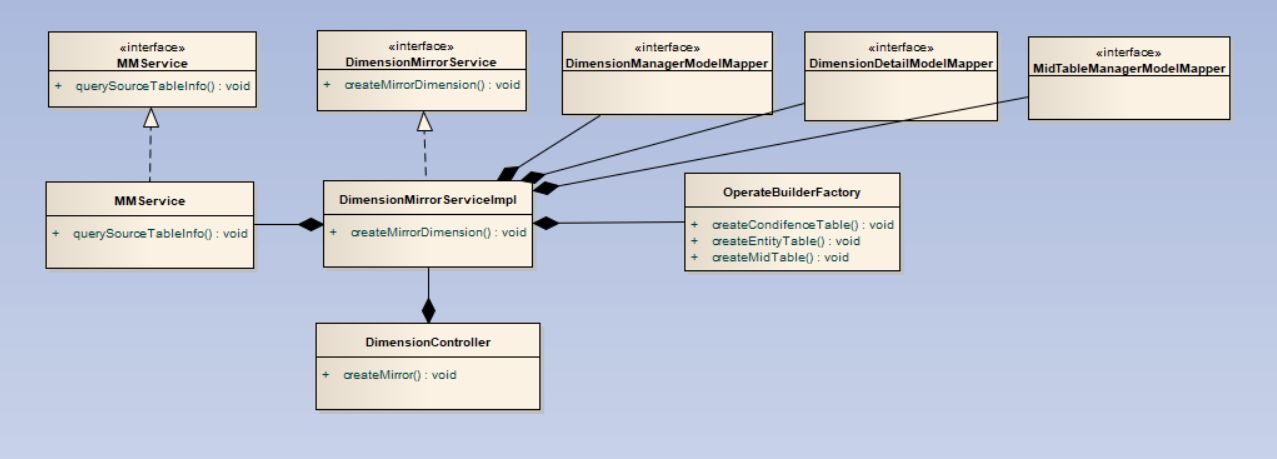 «interface»
MMService
+ querySourceTableInfo() : void
«interface»
DimensionMirrorService
+ createMirrorDimension() : void
«interface»
DimensionManagerModelMapper
«interface»
DimensionDetailModelMapper
«interface»
MidTableManagerModelMapper
MMService
+ querySourceTableInfo() : void
DimensionMirrorServiceImpl
+ createMirrorDimension() : void
OperateBuilderFactory
+ createCondifenceTable() : void
+ createEntityTable() : void
+ createMidTable() : void
DimensionController
+ createMirror() : void